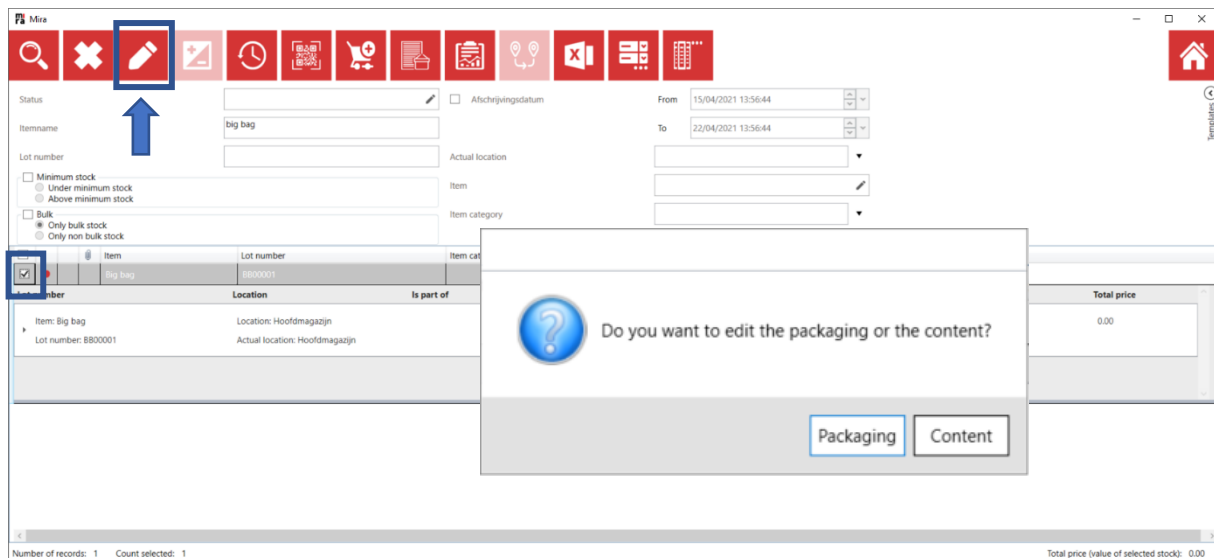 Mira
Status
Afschrijvingsdatum
From
15/04/2021 13:56:44
Templates
Itemname
big bag
To
22/04/2021 13:56:44
Lot number
Actual location
Minimum stock
Under minimum stock
Above minimum stock
Item
Bulk
Only bulk stock
Only non bulk stock
Item category
Item
Lot number
Item cat
Big bag
BB00001
Location
Is part of
Total price
Item: Big bag
Location: Hoofdmagazijn
0.00
Lot number: BB00001
Actual location: Hoofdmagazijn
Do you want to edit the packaging or the content?
Packaging
Content
Number of records: 1
Count selected: 1
Total price (value of selected stock): 0.00